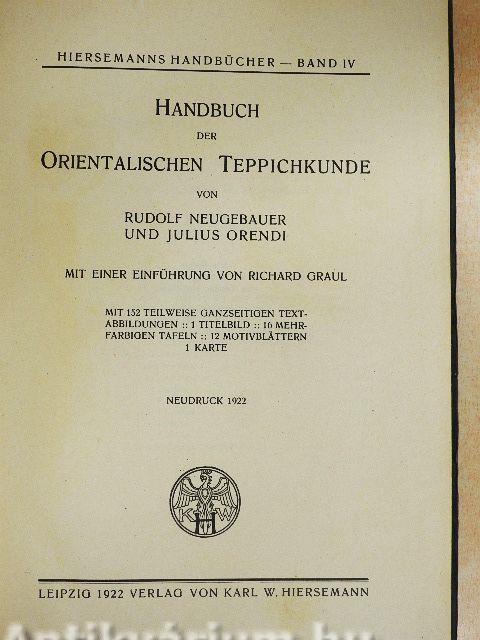 HIERSEMANNS HANDBÜCHER — BAND IV
HANDBUCH
DER
ORIENTALISCHEN TEPPICHKUNDE
VON
RUDOLF NEUGEBAUER
UND JULIUS ORENDI
MIT EINER EINFÜHRUNG VON RICHARD GRAUL
MIT 152 TEILWEISE GANZSEITIGEN TEXT-
ABBILDUNGEN :: 1 TITELBILD :: 16 MEHR-
FARBIGEN TAFELN :: 12 MOTIVBLÄTTERN
1 KARTE
NEUDRUCK 1922
K H W
LEIPZIG 1922 VERLAG VON KARL W. HIERSEMANN
Antikvárium.hu